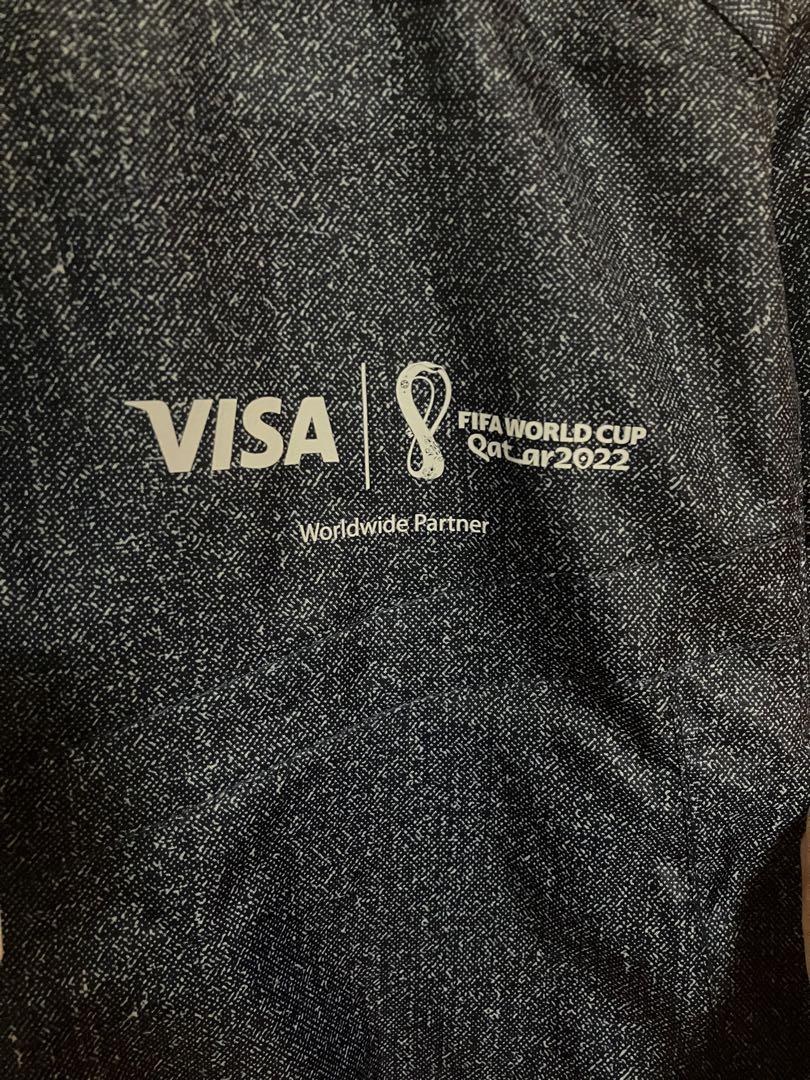 VISA
FIFA WORLD CUP
Qatar2022
Worldwide Partner